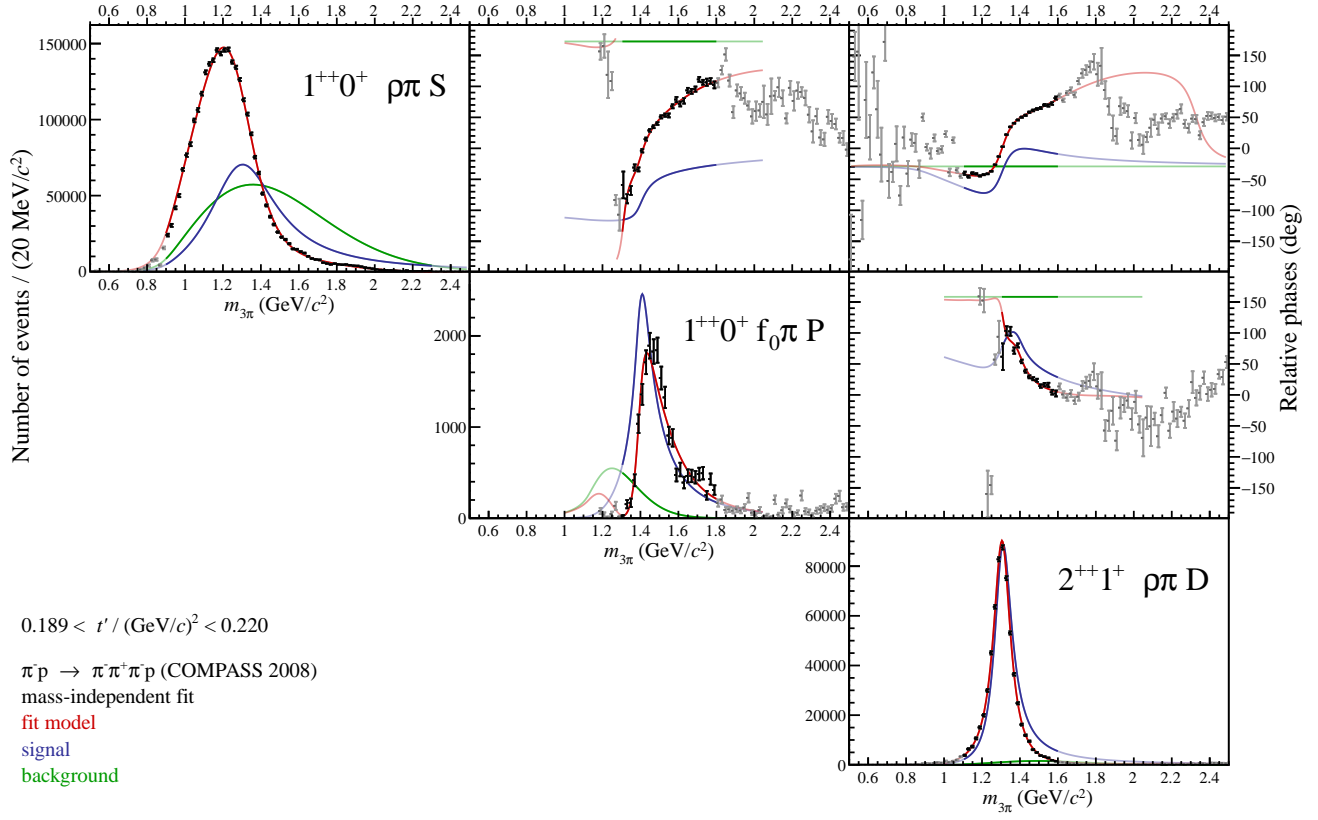 0.6 0.8 1 1.2 1.4 1.6 1.8 2 2.2 2.4
0.6 0.8 1 1.2 1.4 1.6 1.8 2 2.2 2.4
0.6 0.8 1 1.2 1.4 1.6 1.8 2 2.2 2.4
150000
100000
50000
0
Number of events / (20 MeV/c²)
1⁺⁺0⁺ ρπ S
0.6 0.8 1 1.2 1.4 1.6 1.8 2 2.2 2.4
m₃π (GeV/c²)
150
100
50
0
−50
−100
−150
Relative phases (deg)
2000
1000
0
1⁺⁺0⁺ f₀π P
0.6 0.8 1 1.2 1.4 1.6 1.8 2 2.2 2.4
m₃π (GeV/c²)
150
100
50
0
−50
−100
−150
80000
60000
40000
20000
0
2⁺⁺1⁺ ρπ D
0.6 0.8 1 1.2 1.4 1.6 1.8 2 2.2 2.4
m₃π (GeV/c²)
0.189 < t′ / (GeV/c)² < 0.220
π⁻p → π⁻π⁺π⁻p (COMPASS 2008)
mass-independent fit
fit model
signal
background